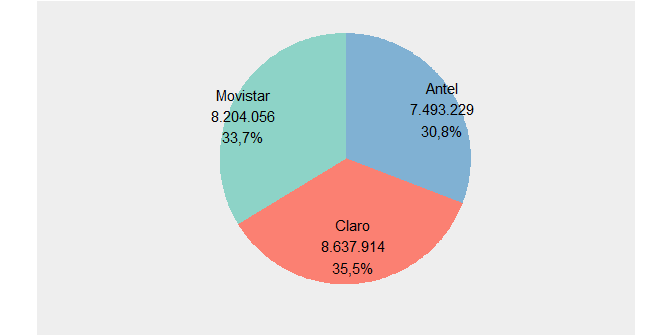 Movistar
8.204.056
33,7%
Antel
7.493.229
30,8%
Claro
8.637.914
35,5%